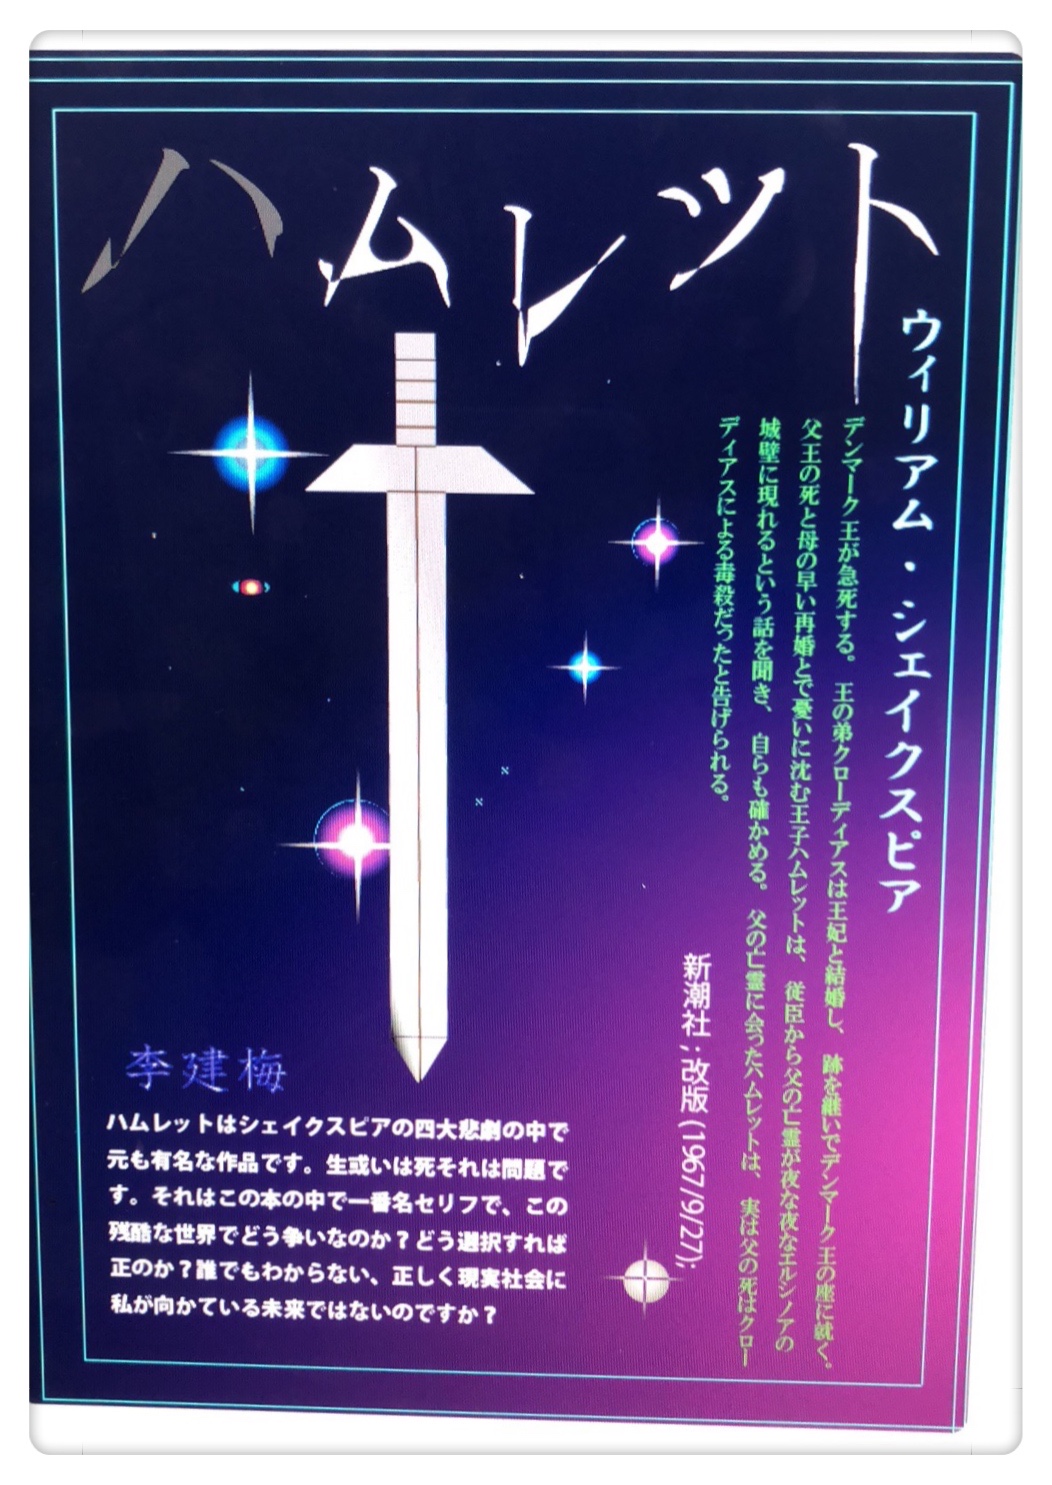 ハムレット
ウィリアム・シェイクスピア
デンマーク王が急死する。王の弟クローディアスは王妃と結婚し、跡を継いでデンマーク王の座に就く。
父王の死と母の早い再婚とで憂いに沈む王子ハムレットは、従臣から父の亡霊が夜な夜なエルシノアの
城壁に現れるという話を聞き、自らも確かめる。父の亡霊に会ったハムレットは、実は父の死はクロー
ディアスによる毒殺だったと告げられる。
新潮社 ; 改版 (1967/9/27);
李建梅
ハムレットはシェイクスピアの四大悲劇の中で
元も有名な作品です。生或いは死それは問題で
す。それはこの本の中で一番名セリフで、この
残酷な世界でどう争いなのか？どう選択すれば
正のか？誰でもわからない、正しく現実社会に
私が向かている未来ではないのですか？